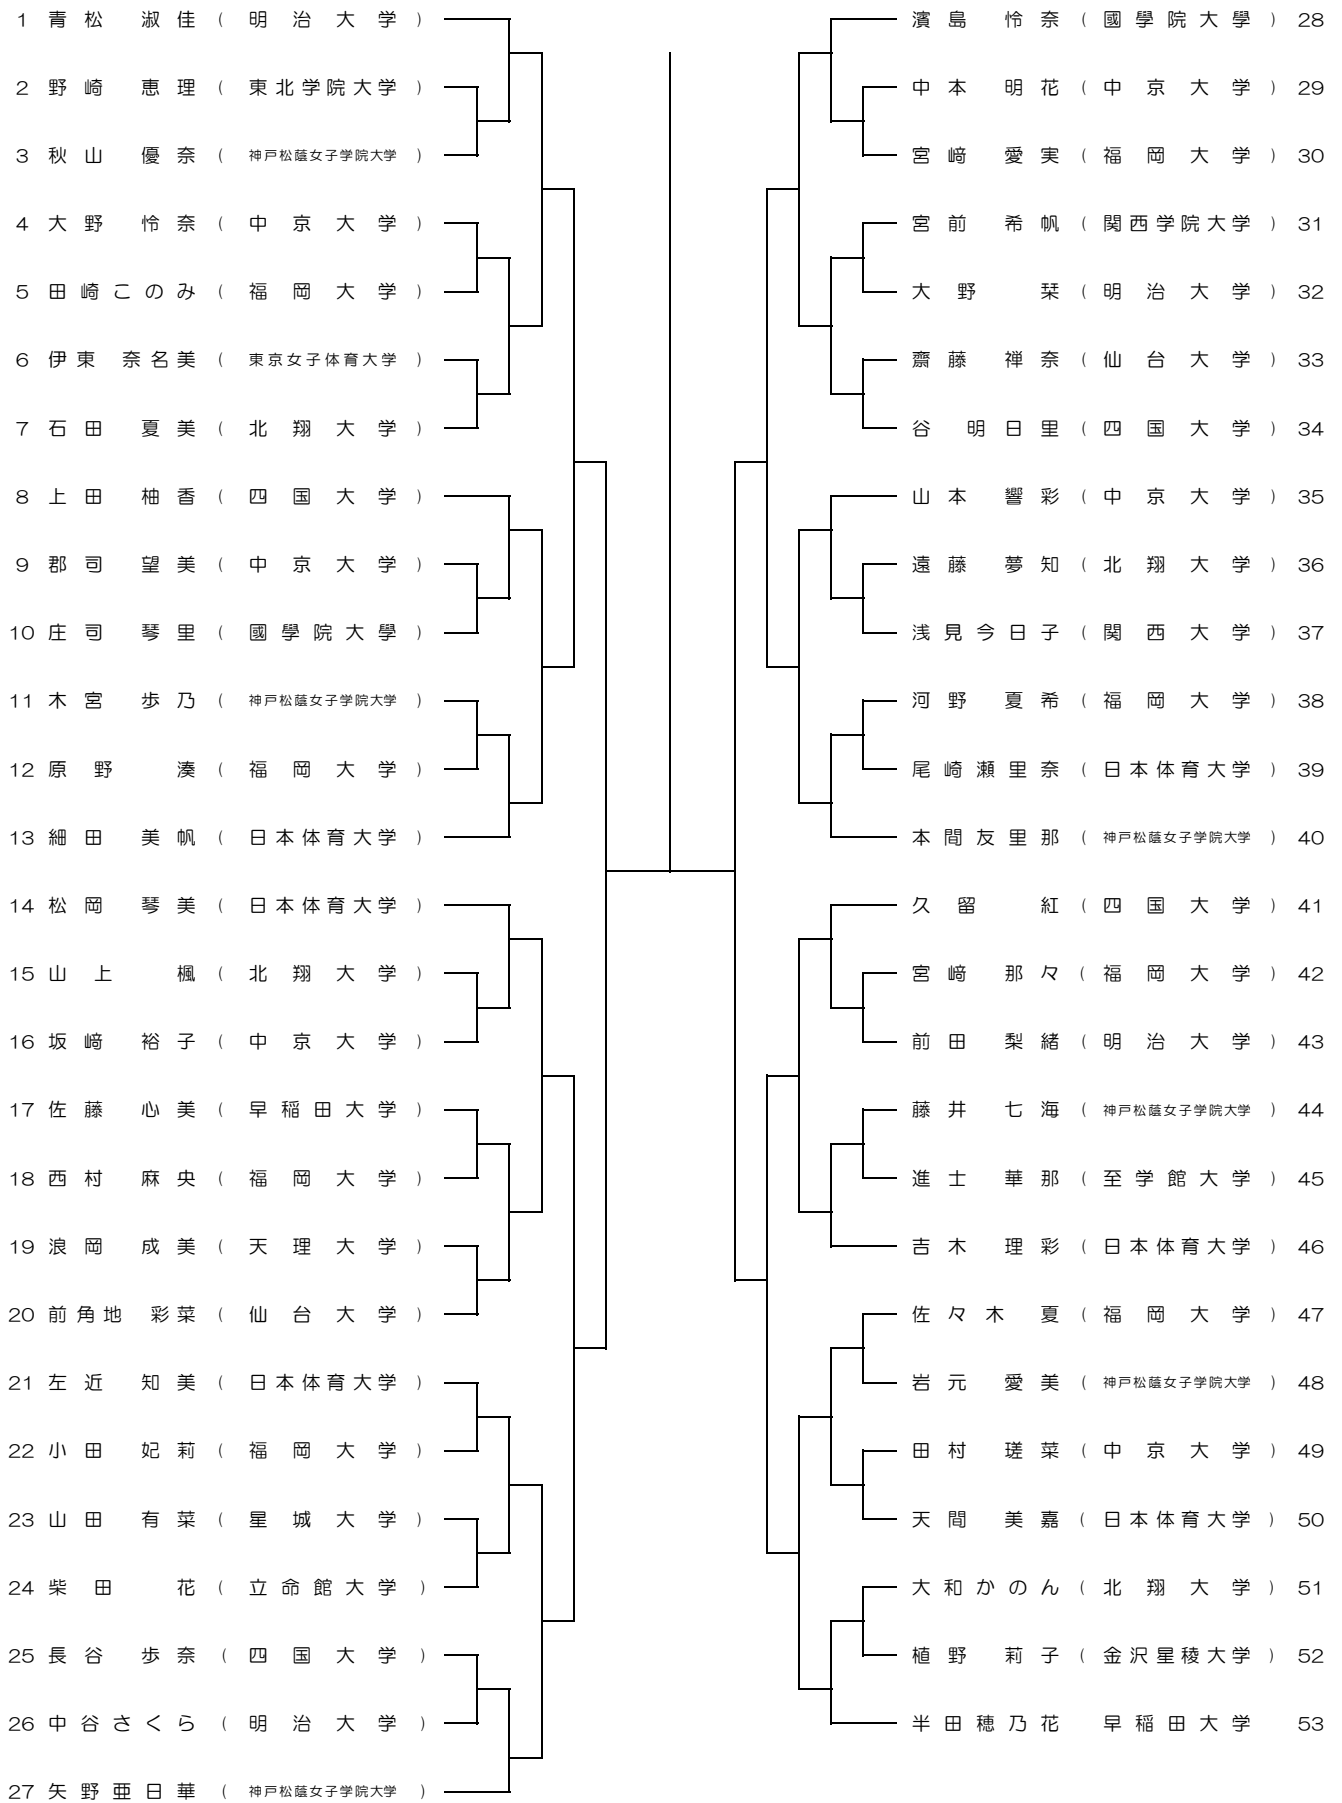 1 青松 淑佳 （ 明治大学 ）
2 野崎 恵理 （ 東北学院大学 ）
3 秋山 優奈 （ 神戸松蔭女子学院大学 ）
4 大野 怜奈 （ 中京大学 ）
5 田崎このみ （ 福岡大学 ）
6 伊東 奈名美 （ 東京女子体育大学 ）
7 石田 夏美 （ 北翔大学 ）
8 上田 柚香 （ 四国大学 ）
9 郡司 望美 （ 中京大学 ）
10 庄司 琴里 （ 國學院大學 ）
11 木宮 歩乃 （ 神戸松蔭女子学院大学 ）
12 原野 湊 （ 福岡大学 ）
13 細田 美帆 （ 日本体育大学 ）
14 松岡 琴美 （ 日本体育大学 ）
15 山上 楓 （ 北翔大学 ）
16 坂﨑 裕子 （ 中京大学 ）
17 佐藤 心美 （ 早稲田大学 ）
18 西村 麻央 （ 福岡大学 ）
19 浪岡 成美 （ 天理大学 ）
20 前角地 彩菜 （ 仙台大学 ）
21 左近 知美 （ 日本体育大学 ）
22 小田 妃莉 （ 福岡大学 ）
23 山田 有菜 （ 星城大学 ）
24 柴田 花 （ 立命館大学 ）
25 長谷 歩奈 （ 四国大学 ）
26 中谷さくら （ 明治大学 ）
27 矢野亜日華 （ 神戸松蔭女子学院大学 ）
濱島 怜奈 （ 國學院大學 ） 28
中本 明花 （ 中京大学 ） 29
宮﨑 愛実 （ 福岡大学 ） 30
宮前 希帆 （ 関西学院大学 ） 31
大野 栞 （ 明治大学 ） 32
齋藤 禅奈 （ 仙台大学 ） 33
谷 明日里 （ 四国大学 ） 34
山本 響彩 （ 中京大学 ） 35
遠藤 夢知 （ 北翔大学 ） 36
浅見今日子 （ 関西大学 ） 37
河野 夏希 （ 福岡大学 ） 38
尾崎瀬里奈 （ 日本体育大学 ） 39
本間友里那 （ 神戸松蔭女子学院大学 ） 40
久留 紅 （ 四国大学 ） 41
宮﨑 那々 （ 福岡大学 ） 42
前田 梨緒 （ 明治大学 ） 43
藤井 七海 （ 神戸松蔭女子学院大学 ） 44
進士 華那 （ 至学館大学 ） 45
吉木 理彩 （ 日本体育大学 ） 46
佐々木 夏 （ 福岡大学 ） 47
岩元 愛美 （ 神戸松蔭女子学院大学 ） 48
田村 瑳菜 （ 中京大学 ） 49
天間 美嘉 （ 日本体育大学 ） 50
大和かのん （ 北翔大学 ） 51
植野 莉子 （ 金沢星稜大学 ） 52
半田穂乃花 早稲田大学 53